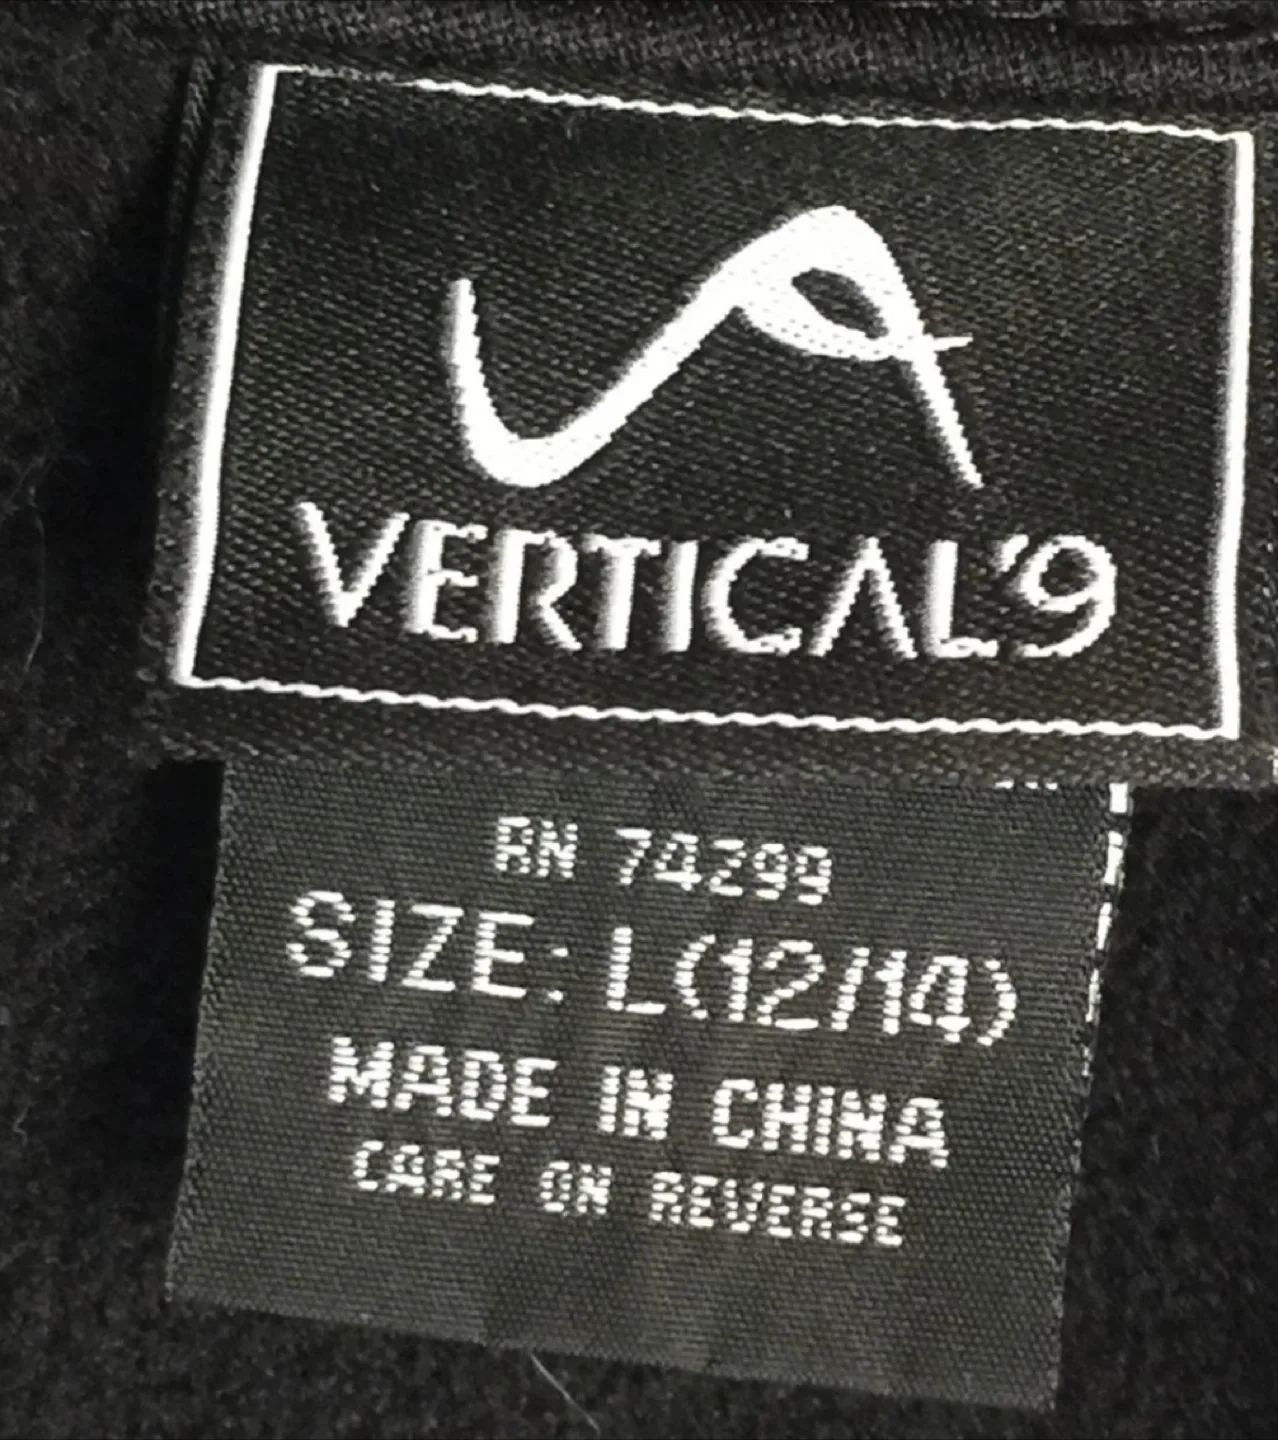 VERTICAL'9
RN 74299
SIZE: L(12/14)
MADE IN CHINA
CARE ON REVERSE